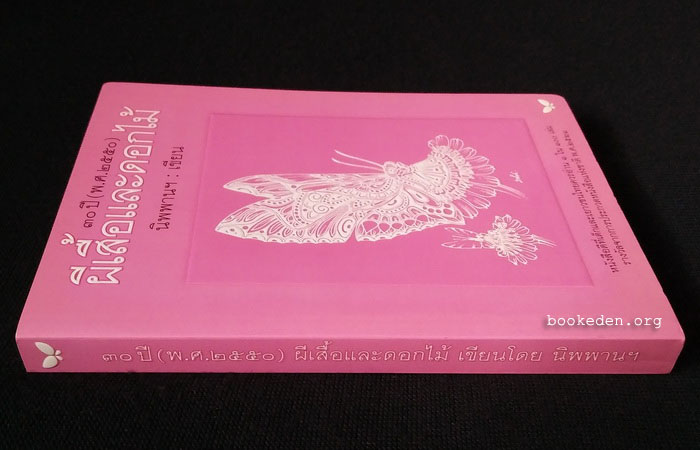 ๓๐ ปี (พ.ศ.๒๕๕๐)
ผีเสื้อและดอกไม้
นิพพานฯ : เขียน
bookeden.org
๓๐ ปี (พ.ศ.๒๕๕๐) ผีเสื้อและดอกไม้ เขียนโดย นิพพานฯ